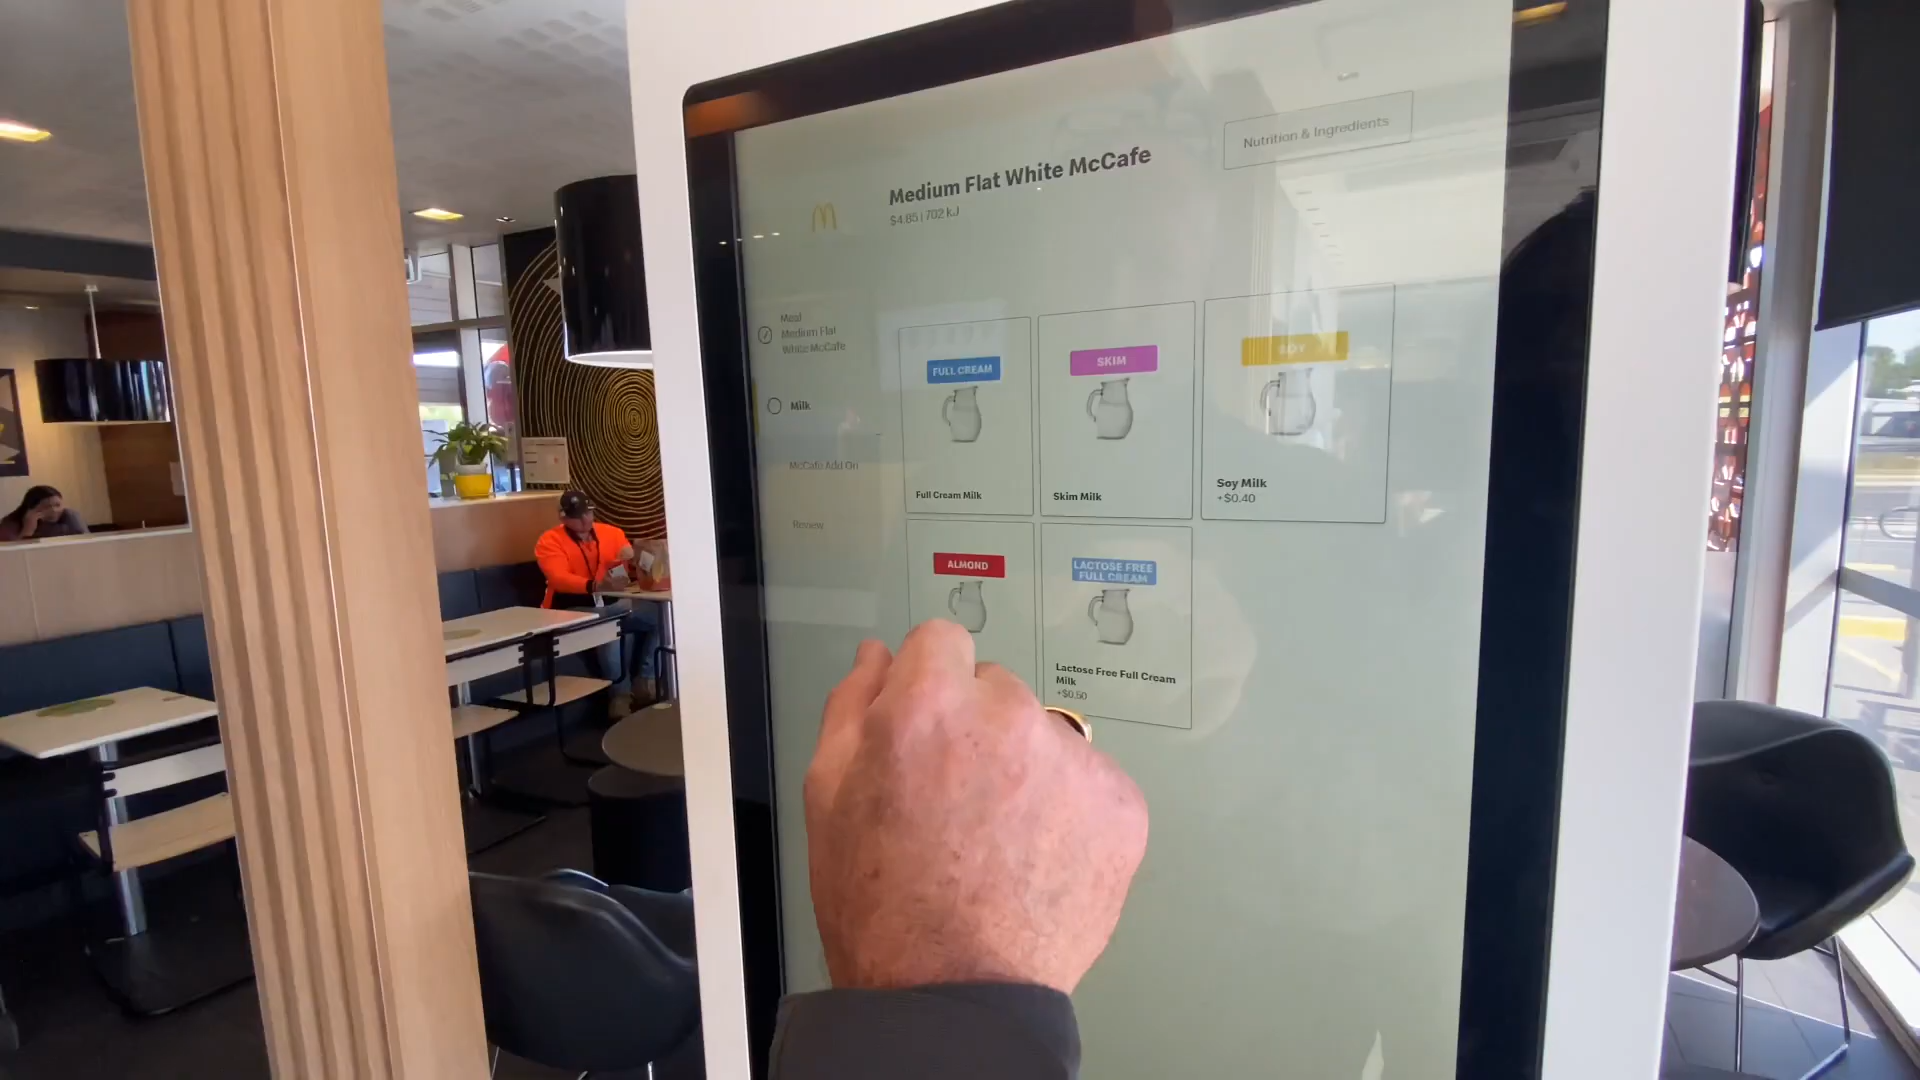 Nutrition & Ingredients
Medium Flat White McCafe
$4.85 | 702 kJ
Meal
Medium Flat
White McCafe
Milk
McCafe Add On
Review
FULL CREAM
Full Cream Milk
SKIM
Skim Milk
SOY
Soy Milk
+$0.40
ALMOND
LACTOSE FREE
FULL CREAM
Lactose Free Full Cream
Milk
+$0.50